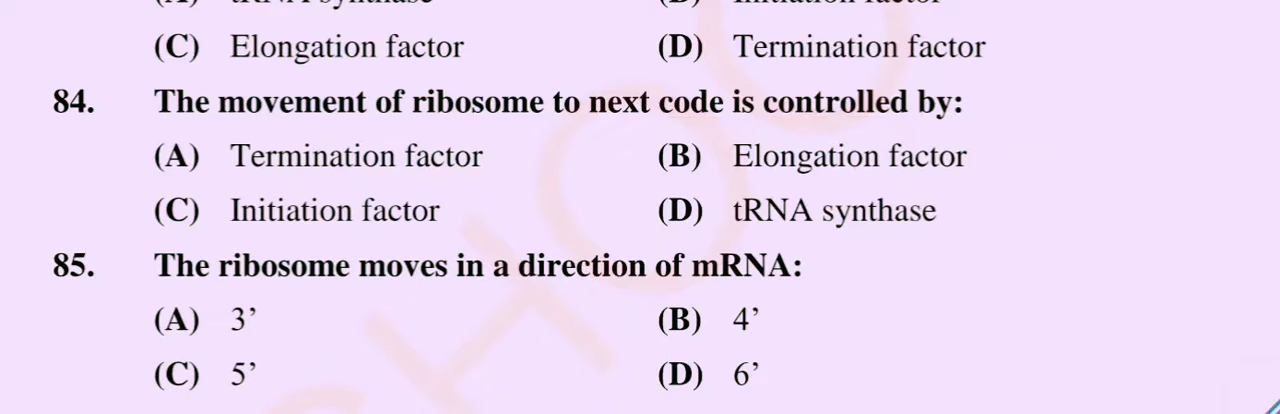 (C) Elongation factor (D) Termination factor
84. The movement of ribosome to next code is controlled by:
(A) Termination factor (B) Elongation factor
(C) Initiation factor (D) tRNA synthase
85. The ribosome moves in a direction of mRNA:
(A) 3’ (B) 4’
(C) 5’ (D) 6’